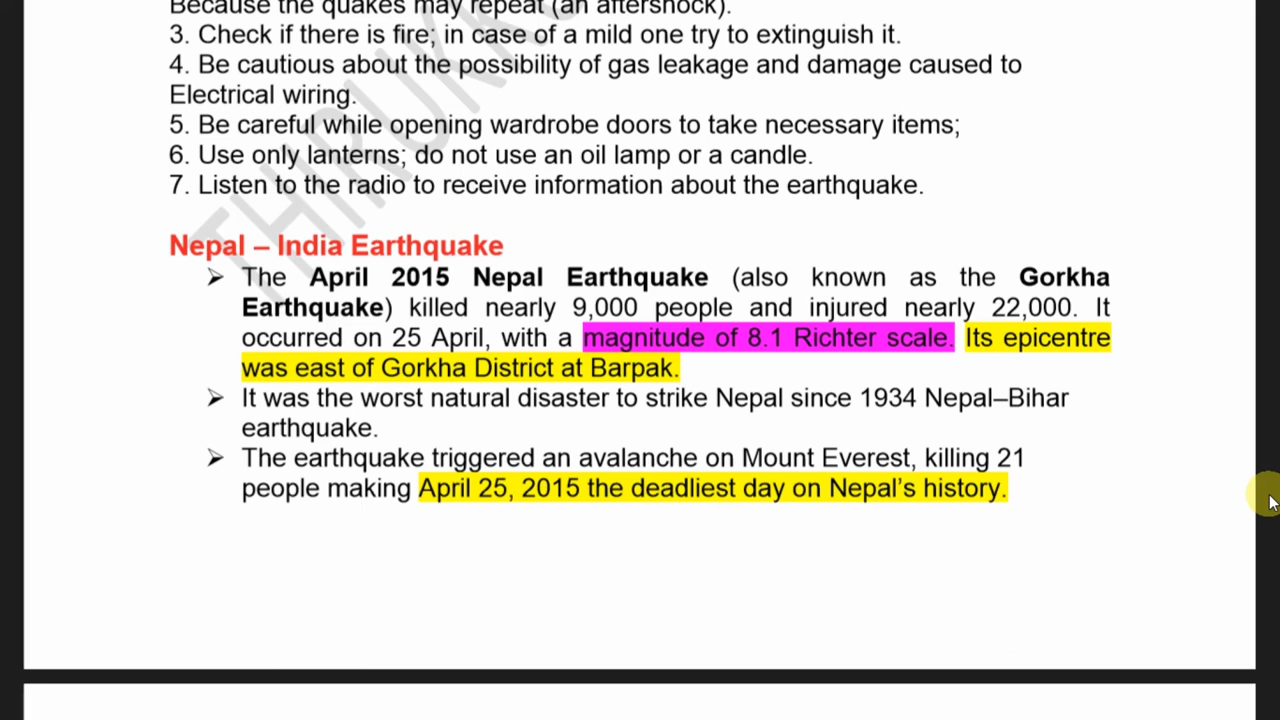 Because the quakes may repeat (an aftershock).
3. Check if there is fire; in case of a mild one try to extinguish it.
4. Be cautious about the possibility of gas leakage and damage caused to
Electrical wiring.
5. Be careful while opening wardrobe doors to take necessary items;
6. Use only lanterns; do not use an oil lamp or a candle.
7. Listen to the radio to receive information about the earthquake.
Nepal – India Earthquake
➢ The April 2015 Nepal Earthquake (also known as the Gorkha
Earthquake) killed nearly 9,000 people and injured nearly 22,000. It
occurred on 25 April, with a magnitude of 8.1 Richter scale. Its epicentre
was east of Gorkha District at Barpak.
➢ It was the worst natural disaster to strike Nepal since 1934 Nepal–Bihar
earthquake.
➢ The earthquake triggered an avalanche on Mount Everest, killing 21
people making April 25, 2015 the deadliest day on Nepal’s history.